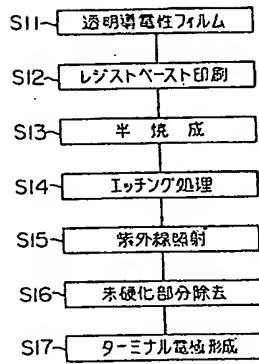 S11 透明導電性フィルム
S12 レジストペースト印刷
S13 半焼成
S14 エッチング処理
S15 紫外線照射
S16 未硬化部分除去
S17 ターミナル電極形成